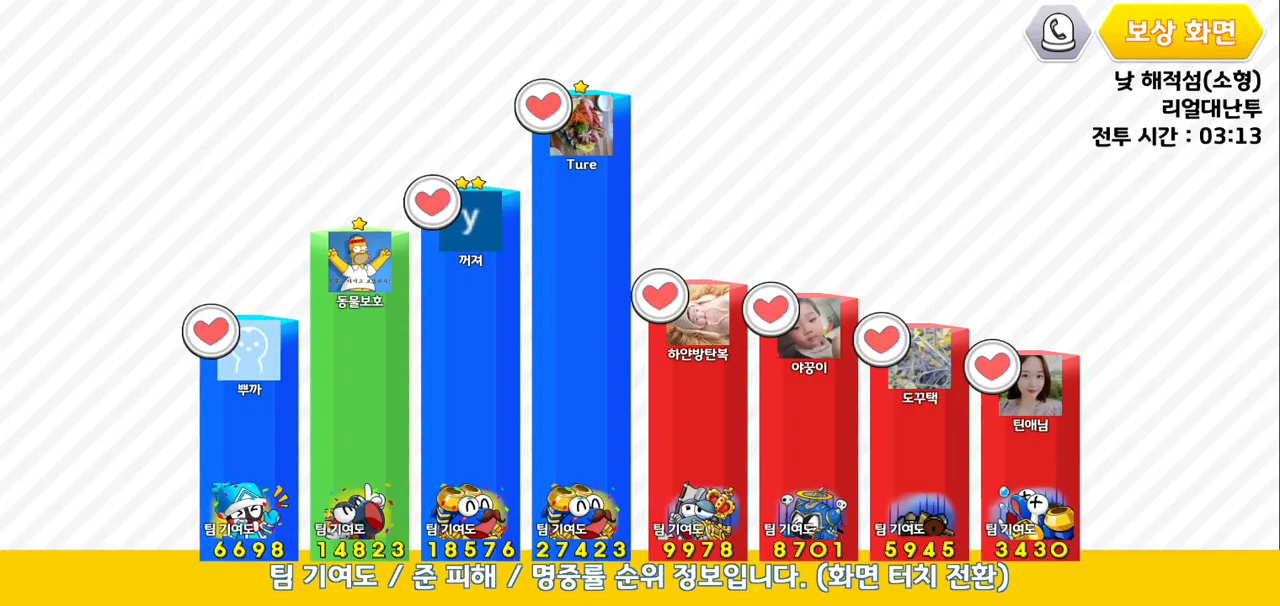 보상 화면
낮 해적섬(소형)
리얼대난투
전투 시간 : 03:13
Ture
y
꺼져
동물보호
하얀방탄복
야꿍이
뿌까
도꾸택
틴애님
팀 기여도 팀 기여도 팀 기여도 팀 기여도 팀 기여도 팀 기여도 팀 기여도 팀 기여도
6698 14823 18576 27423 9978 8701 5945 3430
팀 기여도 / 준 피해 / 명중률 순위 정보입니다. (화면 터치 전환)